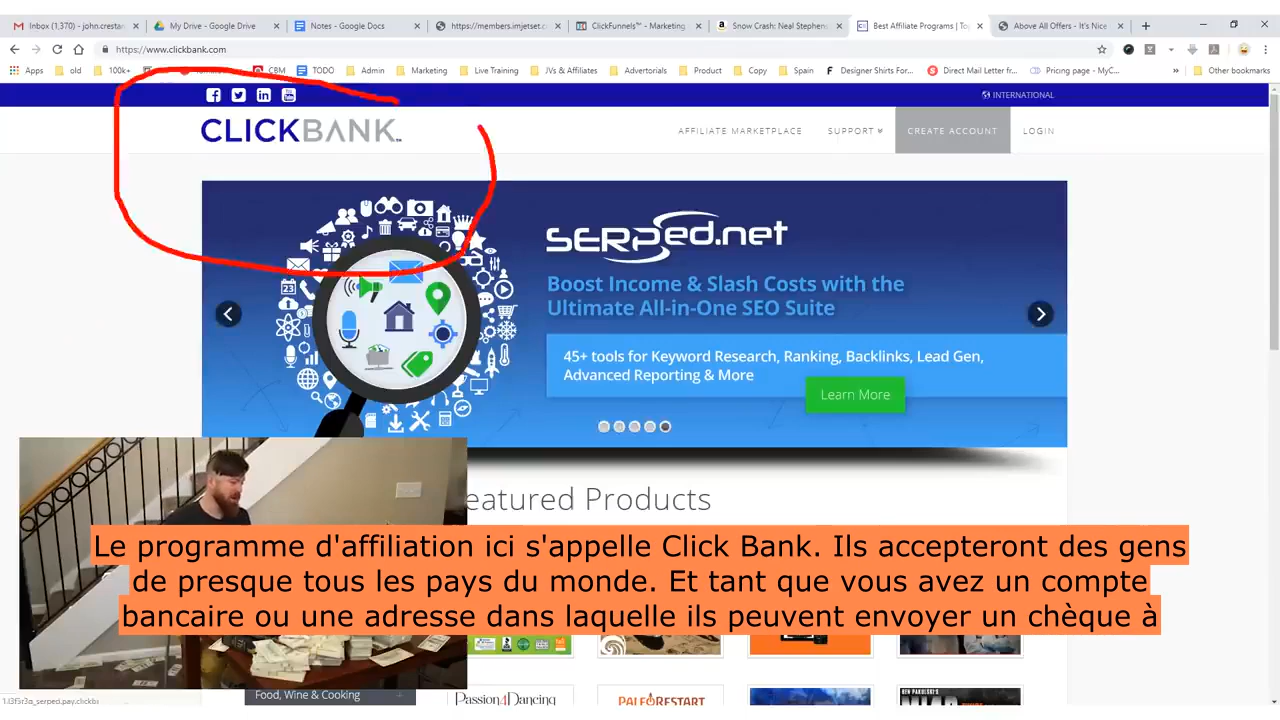 Inbox (1,370) - john.crestan
My Drive - Google Drive
Notes - Google Docs
https://members.imjetset.c
ClickFunnels™ - Marketing
Snow Crash: Neal Stephens
Best Affiliate Programs | To
Above All Offers - It's Nice
https://www.clickbank.com
Apps
old
100k+
CBM
TODO
Admin
Marketing
Live Training
JVs & Affiliates
Advertorials
Product
Copy
Spain
Designer Shirts For...
Direct Mail Letter fr...
Pricing page - MyC...
Other bookmarks
INTERNATIONAL
CLICKBANK
AFFILIATE MARKETPLACE
SUPPORT
CREATE ACCOUNT
LOGIN
SERPed.net
Boost Income & Slash Costs with the
Ultimate All-in-One SEO Suite
45+ tools for Keyword Research, Ranking, Backlinks, Lead Gen,
Advanced Reporting & More
Learn More
eatured Products
Le programme d'affiliation ici s'appelle Click Bank. Ils accepteront des gens
de presque tous les pays du monde. Et tant que vous avez un compte
bancaire ou une adresse dans laquelle ils peuvent envoyer un chèque à
Food, Wine & Cooking
Passion4Dancing
PALEORESTART
BEN PAKULSKI'S